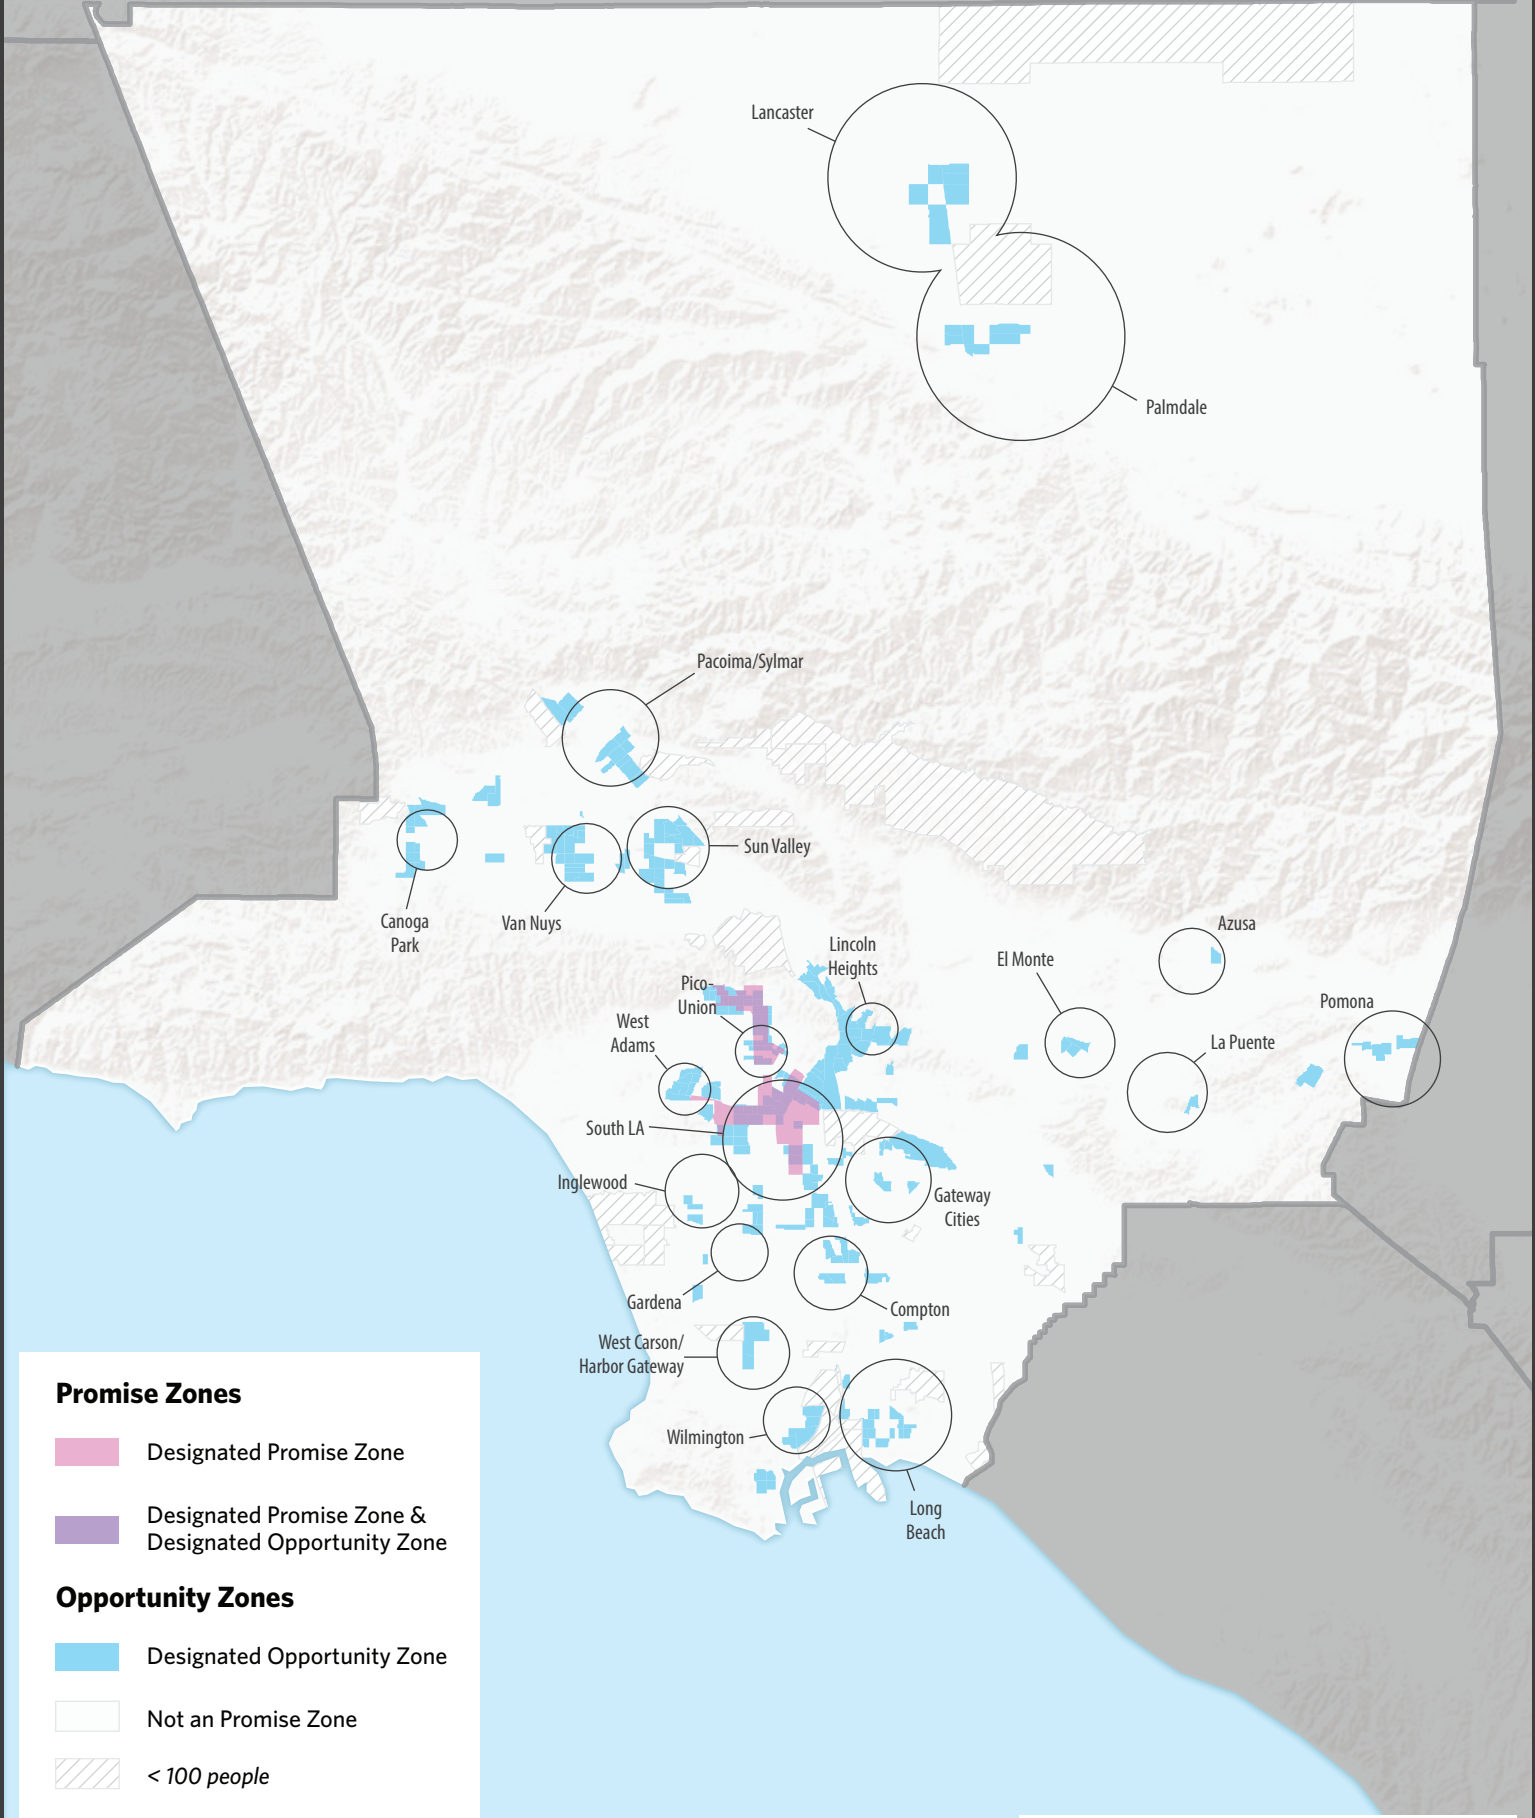 Lancaster
Palmdale
Pacoima/Sylmar
Sun Valley
Canoga
Park
Van Nuys
Azusa
Lincoln
Heights
El Monte
Pico-
Union
Pomona
West
Adams
La Puente
South LA
Inglewood
Gateway
Cities
Gardena
Compton
West Carson/
Harbor Gateway
Wilmington
Long
Beach
Promise Zones
Designated Promise Zone
Designated Promise Zone &
Designated Opportunity Zone
Opportunity Zones
Designated Opportunity Zone
Not an Promise Zone
< 100 people